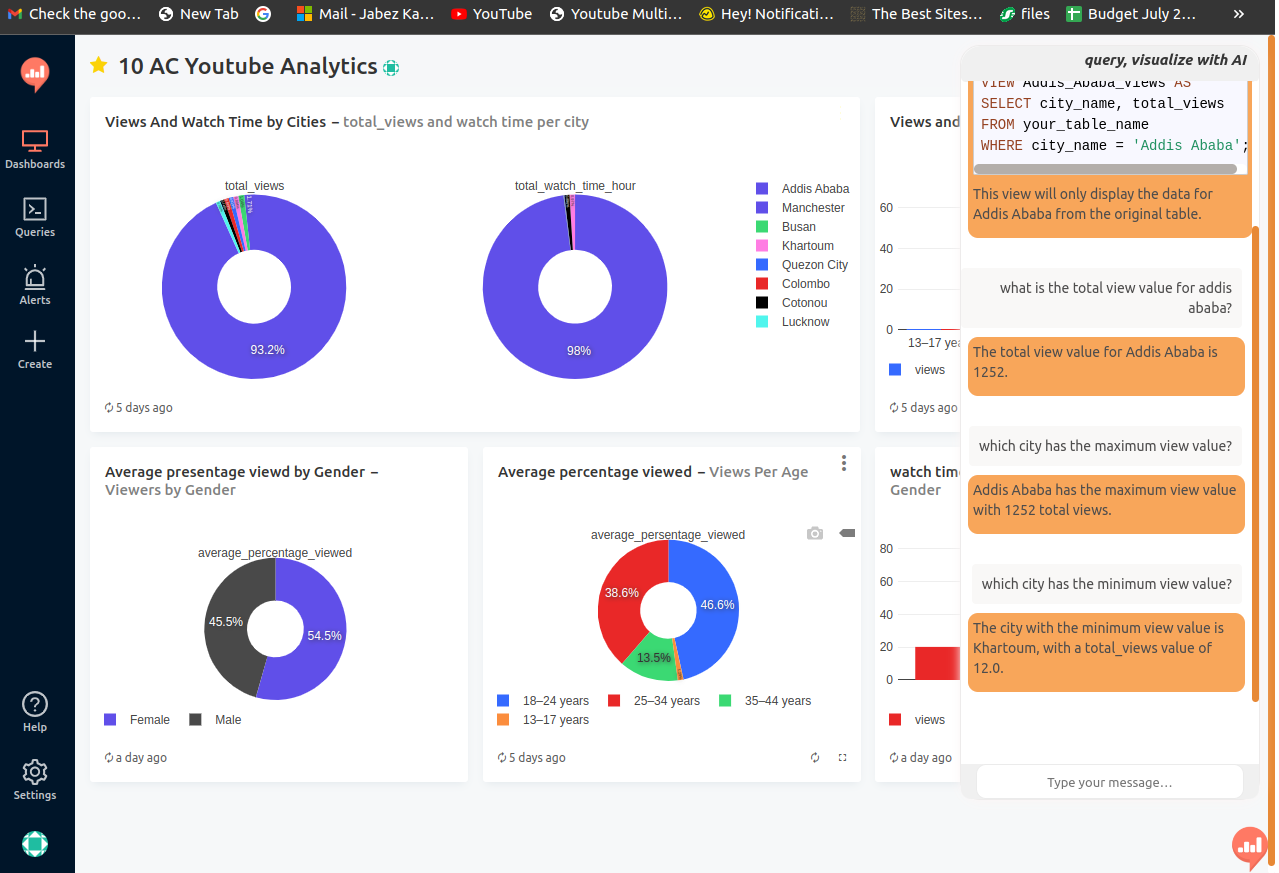 Check the goo…
New Tab
Mail - Jabez Ka…
YouTube
Youtube Multi…
Hey! Notificati…
The Best Sites…
files
Budget July 2…
»
Dashboards
Queries
Alerts
Create
Help
Settings
10 AC Youtube Analytics
Views And Watch Time by Cities – total_views and watch time per city
total_views
93.2%
total_watch_time_hour
98%
Addis Ababa
Manchester
Busan
Khartoum
Quezon City
Colombo
Cotonou
Lucknow
5 days ago
Views and
60
40
20
0
13–17 yea
views
5 days ago
Average presentage viewd by Gender –
Viewers by Gender
average_percentage_viewed
45.5%
54.5%
Female
Male
a day ago
Average percentage viewed – Views Per Age
average_persentage_viewed
38.6%
46.6%
13.5%
18–24 years
25–34 years
35–44 years
13–17 years
5 days ago
watch time
Gender
80
60
40
20
0
views
a day ago
query, visualize with AI
VIEW Addis_Ababa_Views AS
SELECT city_name, total_views
FROM your_table_name
WHERE city_name = 'Addis Ababa';
This view will only display the data for
Addis Ababa from the original table.
what is the total view value for addis
ababa?
The total view value for Addis Ababa is
1252.
which city has the maximum view value?
Addis Ababa has the maximum view value
with 1252 total views.
which city has the minimum view value?
The city with the minimum view value is
Khartoum, with a total_views value of
12.0.
Type your message…